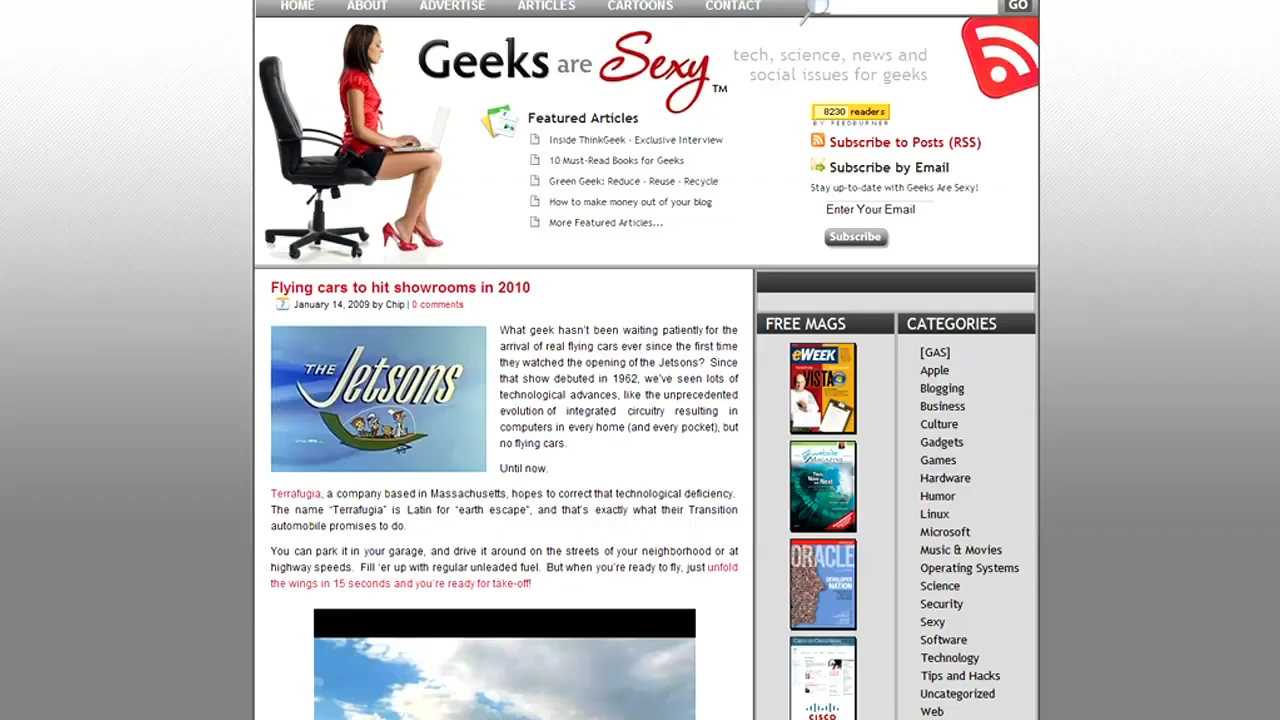 HOME ABOUT ADVERTISE ARTICLES CARTOONS CONTACT GO
Geeks are Sexy™
tech, science, news and
social issues for geeks
Featured Articles
Inside ThinkGeek - Exclusive Interview
10 Must-Read Books for Geeks
Green Geek: Reduce - Reuse - Recycle
How to make money out of your blog
More Featured Articles...
8230 readers
BY FEEDBURNER
Subscribe to Posts (RSS)
Subscribe by Email
Stay up-to-date with Geeks Are Sexy!
Enter Your Email
Subscribe
Flying cars to hit showrooms in 2010
7 January 14, 2009 by Chip | 0 comments
THE Jetsons
What geek hasn't been waiting patiently for the
arrival of real flying cars ever since the first time
they watched the opening of the Jetsons? Since
that show debuted in 1962, we've seen lots of
technological advances, like the unprecedented
evolution of integrated circuitry resulting in
computers in every home (and every pocket), but
no flying cars.
Until now.
Terrafugia, a company based in Massachusetts, hopes to correct that technological deficiency.
The name “Terrafugia” is Latin for “earth escape”, and that's exactly what their Transition
automobile promises to do.
You can park it in your garage, and drive it around on the streets of your neighborhood or at
highway speeds. Fill 'er up with regular unleaded fuel. But when you're ready to fly, just unfold
the wings in 15 seconds and you're ready for take-off!
FREE MAGS
eWEEK
VISTA
website
MAGAZINE
ORACLE
DEVELOPER
NATION
CISCO
CATEGORIES
[GAS]
Apple
Blogging
Business
Culture
Gadgets
Games
Hardware
Humor
Linux
Microsoft
Music & Movies
Operating Systems
Science
Security
Sexy
Software
Technology
Tips and Hacks
Uncategorized
Web